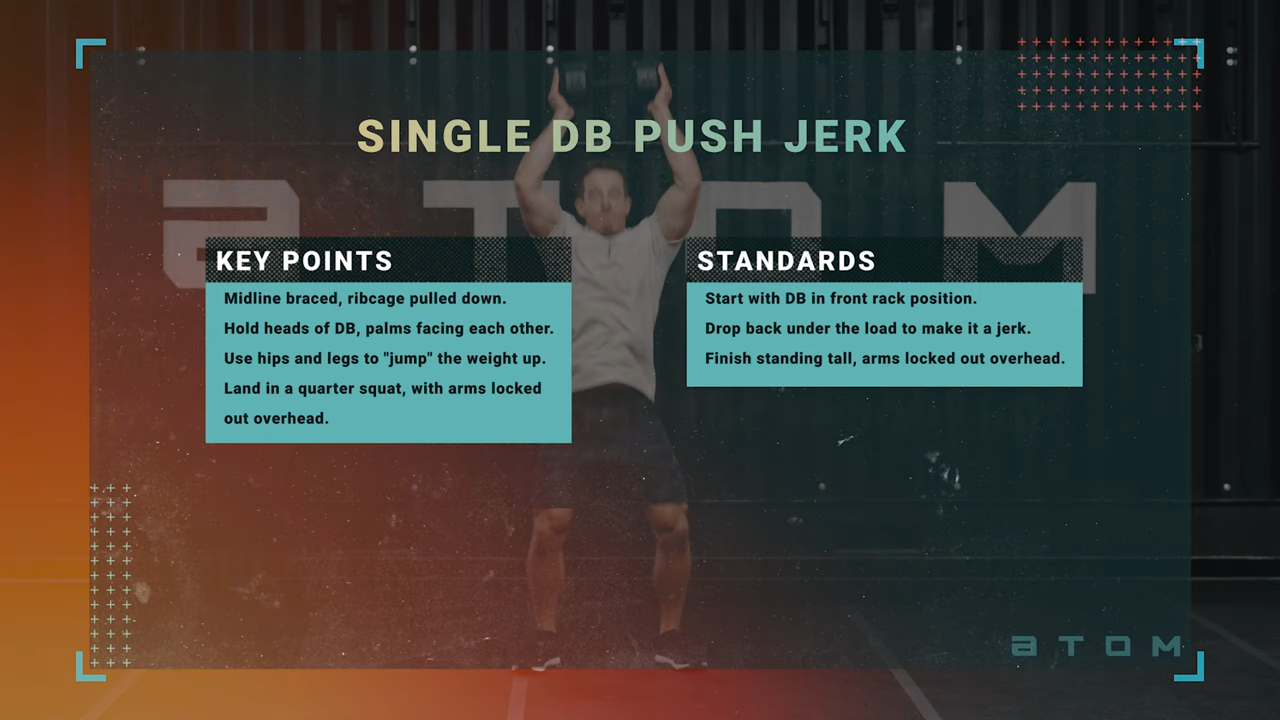 SINGLE DB PUSH JERK
aTOM
KEY POINTS
Midline braced, ribcage pulled down.
Hold heads of DB, palms facing each other.
Use hips and legs to "jump" the weight up.
Land in a quarter squat, with arms locked
out overhead.
STANDARDS
Start with DB in front rack position.
Drop back under the load to make it a jerk.
Finish standing tall, arms locked out overhead.
aTOM